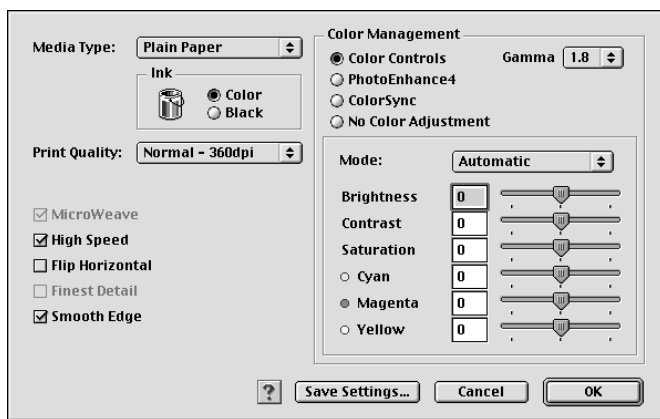 Media Type: Plain Paper
Ink
Color
Black
Print Quality: Normal – 360dpi
MicroWeave
High Speed
Flip Horizontal
Finest Detail
Smooth Edge
Color Management
Color Controls
Gamma 1.8
PhotoEnhance4
ColorSync
No Color Adjustment
Mode: Automatic
Brightness 0
Contrast 0
Saturation 0
Cyan 0
Magenta 0
Yellow 0
? Save Settings... Cancel OK